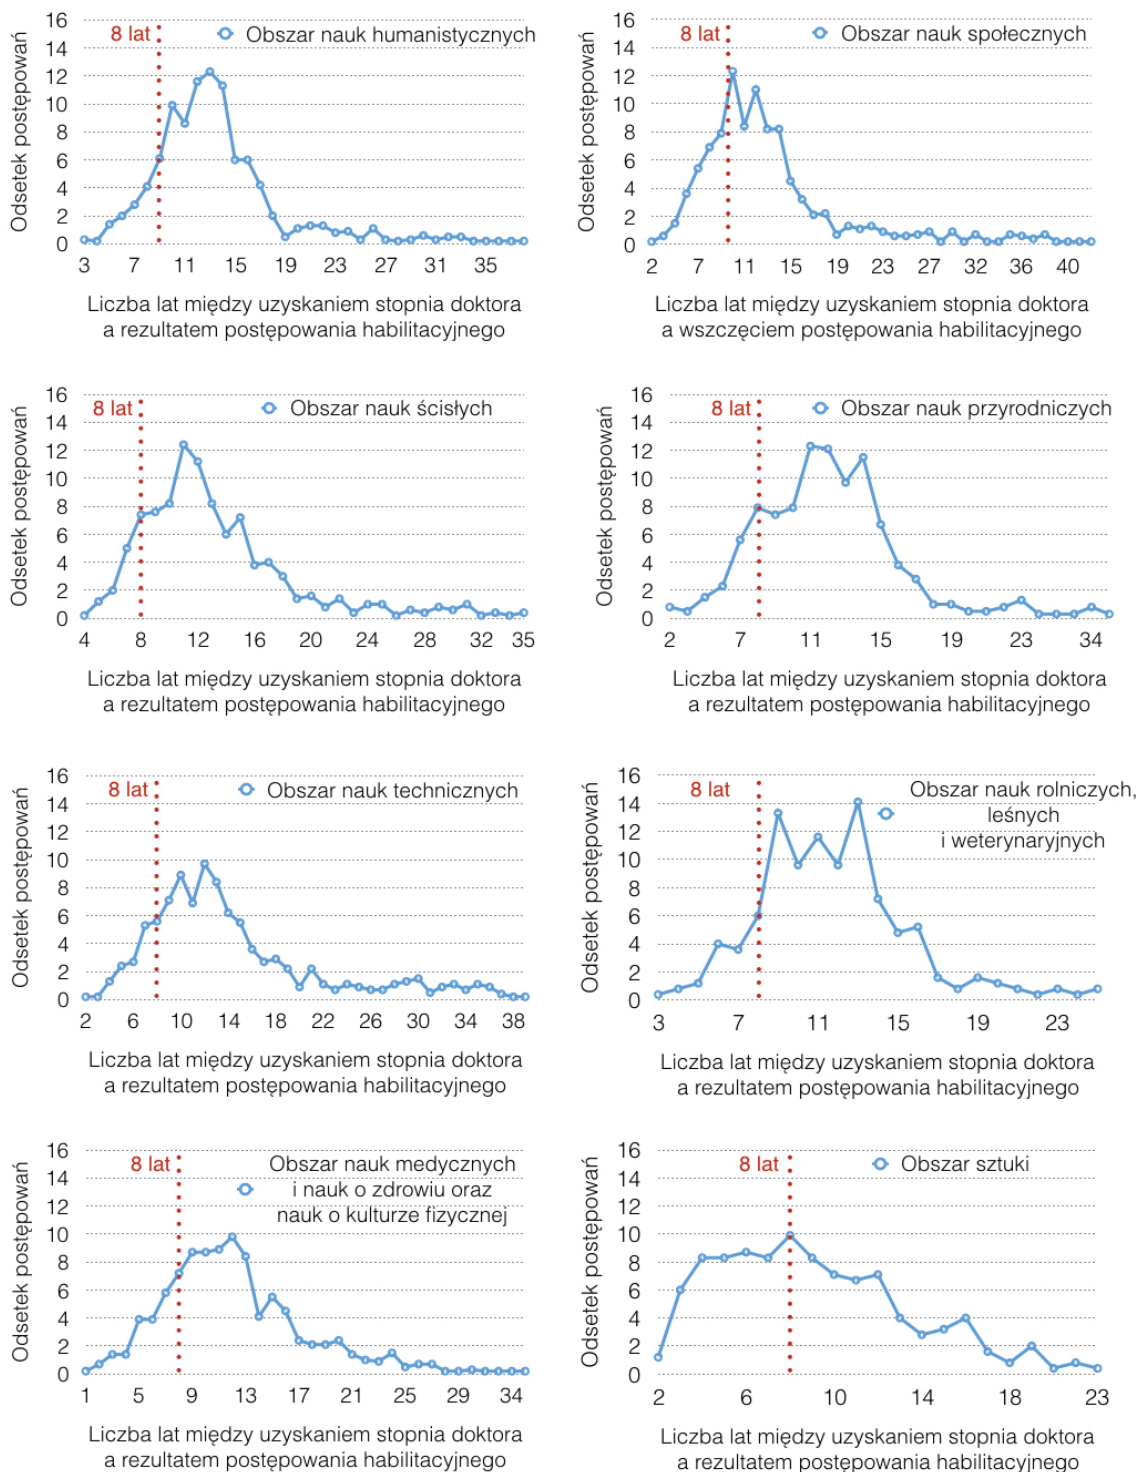 16
14
12
10
8
6
4
2
0
Odsetek postępowań
8 lat
Obszar nauk humanistycznych
3 7 11 15 19 23 27 31 35
Liczba lat między uzyskaniem stopnia doktora
a rezultatem postępowania habilitacyjnego
16
14
12
10
8
6
4
2
0
Odsetek postępowań
8 lat
Obszar nauk społecznych
2 7 11 15 19 23 27 32 36 40
Liczba lat między uzyskaniem stopnia doktora
a wszczęciem postępowania habilitacyjnego
16
14
12
10
8
6
4
2
0
Odsetek postępowań
8 lat
Obszar nauk ścisłych
4 8 12 16 20 24 28 32 35
Liczba lat między uzyskaniem stopnia doktora
a rezultatem postępowania habilitacyjnego
16
14
12
10
8
6
4
2
0
Odsetek postępowań
8 lat
Obszar nauk przyrodniczych
2 7 11 15 19 23 34
Liczba lat między uzyskaniem stopnia doktora
a rezultatem postępowania habilitacyjnego
16
14
12
10
8
6
4
2
0
Odsetek postępowań
8 lat
Obszar nauk technicznych
2 6 10 14 18 22 26 30 34 38
Liczba lat między uzyskaniem stopnia doktora
a rezultatem postępowania habilitacyjnego
16
14
12
10
8
6
4
2
0
Odsetek postępowań
8 lat
Obszar nauk rolniczych,
leśnych
i weterynaryjnych
3 7 11 15 19 23
Liczba lat między uzyskaniem stopnia doktora
a rezultatem postępowania habilitacyjnego
16
14
12
10
8
6
4
2
0
Odsetek postępowań
8 lat
Obszar nauk medycznych
i nauk o zdrowiu oraz
nauk o kulturze fizycznej
1 5 9 13 17 21 25 29 34
Liczba lat między uzyskaniem stopnia doktora
a rezultatem postępowania habilitacyjnego
16
14
12
10
8
6
4
2
0
Odsetek postępowań
8 lat
Obszar sztuki
2 6 10 14 18 23
Liczba lat między uzyskaniem stopnia doktora
a rezultatem postępowania habilitacyjnego